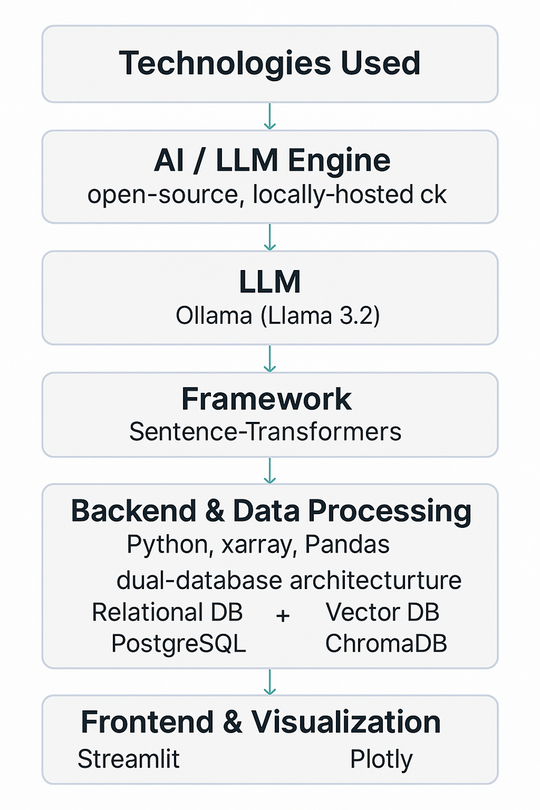 Technologies Used
AI / LLM Engine
open-source, locally-hosted ck
LLM
Ollama (Llama 3.2)
Framework
Sentence-Transformers
Backend & Data Processing
Python, xarray, Pandas
dual-database architecturture
Relational DB + Vector DB
PostgreSQL ChromaDB
Frontend & Visualization
Streamlit Plotly